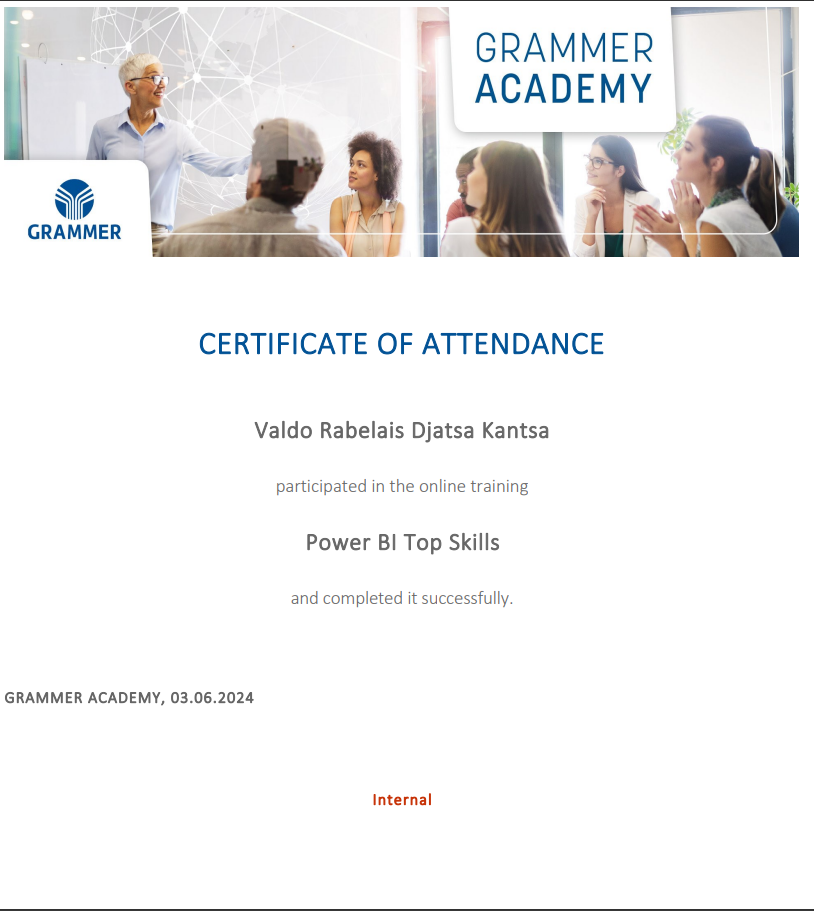 GRAMMER
ACADEMY
GRAMMER
CERTIFICATE OF ATTENDANCE
Valdo Rabelais Djatsa Kantsa
participated in the online training
Power BI Top Skills
and completed it successfully.
GRAMMER ACADEMY, 03.06.2024
Internal